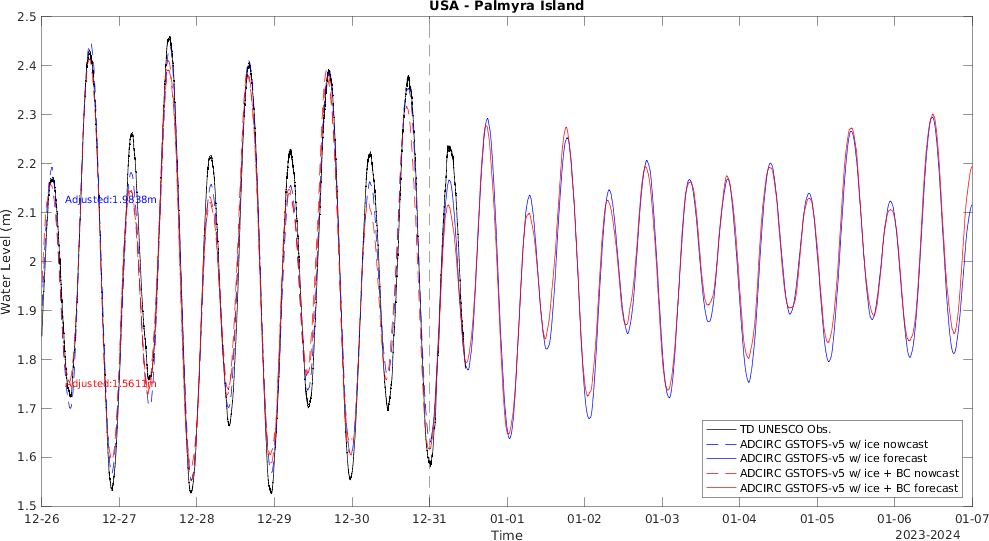 USA - Palmyra Island
2.5
2.4
2.3
2.2
2.1
2
1.9
1.8
1.7
1.6
1.5
Water Level (m)
Adjusted:1.9838m
Adjusted:1.5611m
TD UNESCO Obs.
ADCIRC GSTOFS-v5 w/ ice nowcast
ADCIRC GSTOFS-v5 w/ ice forecast
ADCIRC GSTOFS-v5 w/ ice + BC nowcast
ADCIRC GSTOFS-v5 w/ ice + BC forecast
12-26 12-27 12-28 12-29 12-30 12-31 01-01 01-02 01-03 01-04 01-05 01-06 01-07
Time
2023-2024